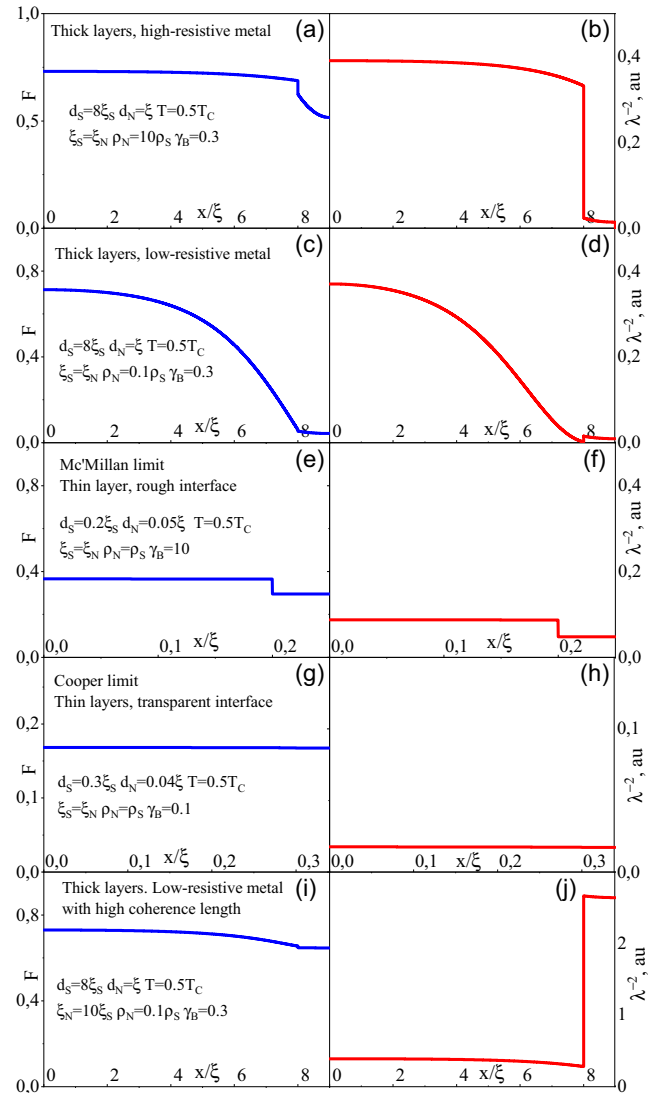 1,0
Thick layers, high-resistive metal
(a)
(b)
0,4
F
d_S=8ξ_S d_N=ξ T=0.5T_C
ξ_S=ξ_N ρ_N=10ρ_S γ_B=0.3
0,5
0,2
λ⁻², au
0,0
0 2 4 x/ξ 6 8
0 2 4 x/ξ 6 8
0,0
Thick layers, low-resistive metal
(c)
(d)
0,8
0,4
F
d_S=8ξ_S d_N=ξ T=0.5T_C
ξ_S=ξ_N ρ_N=0.1ρ_S γ_B=0.3
0,4
0,2
λ⁻², au
0,0
0 2 4 x/ξ 6 8
0 2 4 x/ξ 6 8
0,0
Mc'Millan limit
(e)
(f)
Thin layer, rough interface
0,8
0,4
F
d_S=0.2ξ_S d_N=0.05ξ T=0.5T_C
ξ_S=ξ_N ρ_N=ρ_S γ_B=10
0,4
0,2
λ⁻², au
0,0
0,0 0,1 x/ξ 0,2
0,0 0,1 x/ξ 0,2
0,0
Cooper limit
(g)
(h)
Thin layers, transparent interface
0,2
0,1
F
d_S=0.3ξ_S d_N=0.04ξ T=0.5T_C
ξ_S=ξ_N ρ_N=ρ_S γ_B=0.1
0,1
λ⁻², au
0,0
0,0 0,1 x/ξ 0,2 0,3
0,0 0,1 x/ξ 0,2 0,3
0,0
Thick layers. Low-resistive metal
(i)
(j)
with high coherence length
0,8
2
F
d_S=8ξ_S d_N=ξ T=0.5T_C
ξ_N=10ξ_S ρ_N=0.1ρ_S γ_B=0.3
0,4
1
λ⁻², au
0,0
0 2 4 x/ξ 6 8
0 2 4 x/ξ 6 8
0